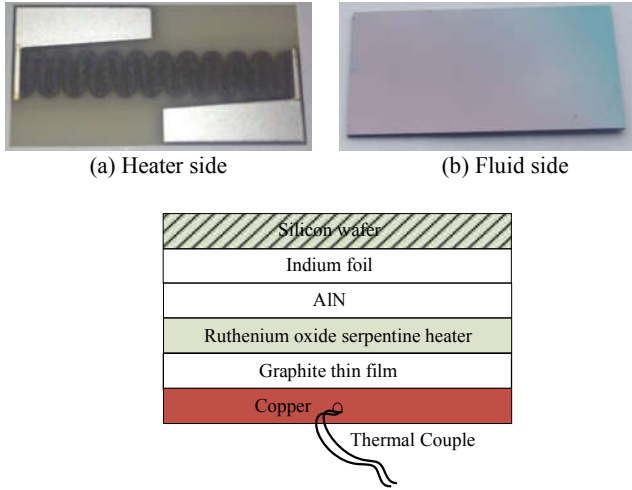 (a) Heater side
(b) Fluid side
Silicon wafer
Indium foil
AlN
Ruthenium oxide serpentine heater
Graphite thin film
Copper
Thermal Couple